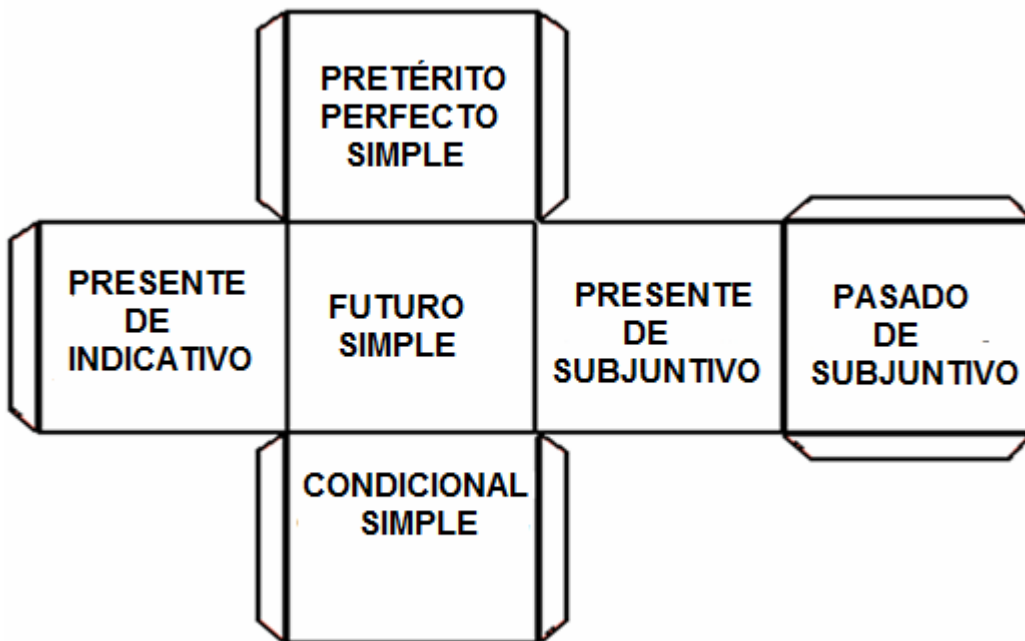 PRETÉRITO
PERFECTO
SIMPLE
PRESENTE
DE
INDICATIVO
FUTURO
SIMPLE
PRESENTE
DE
SUBJUNTIVO
PASADO
DE
SUBJUNTIVO
CONDICIONAL
SIMPLE